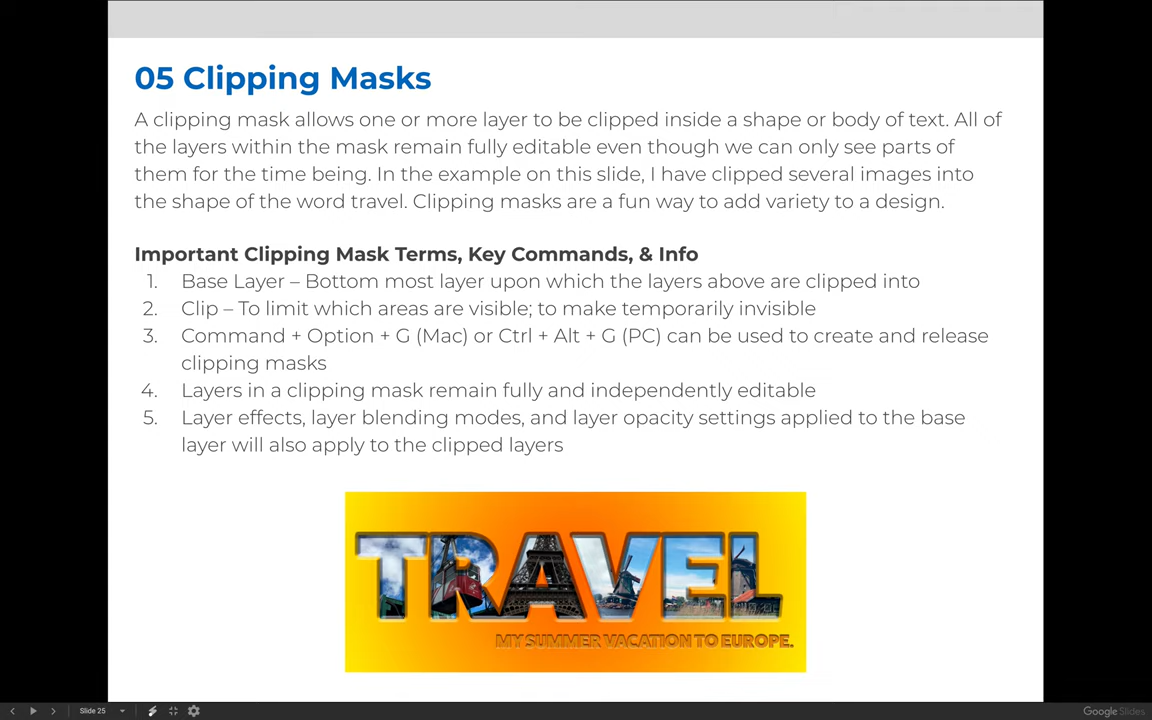 05 Clipping Masks
A clipping mask allows one or more layer to be clipped inside a shape or body of text. All of
the layers within the mask remain fully editable even though we can only see parts of
them for the time being. In the example on this slide, I have clipped several images into
the shape of the word travel. Clipping masks are a fun way to add variety to a design.
Important Clipping Mask Terms, Key Commands, & Info
1. Base Layer – Bottom most layer upon which the layers above are clipped into
2. Clip – To limit which areas are visible; to make temporarily invisible
3. Command + Option + G (Mac) or Ctrl + Alt + G (PC) can be used to create and release
clipping masks
4. Layers in a clipping mask remain fully and independently editable
5. Layer effects, layer blending modes, and layer opacity settings applied to the base
layer will also apply to the clipped layers
TRAVEL
MY SUMMER VACATION TO EUROPE.
Slide 25
Google Slides